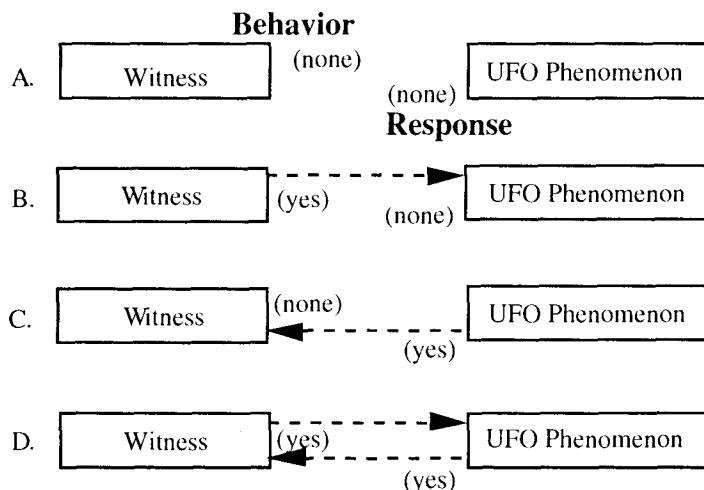 Behavior
A. Witness (none) (none) UFO Phenomenon
Response
B. Witness (yes) (none) UFO Phenomenon
C. Witness (none) (yes) UFO Phenomenon
D. Witness (yes) (yes) UFO Phenomenon